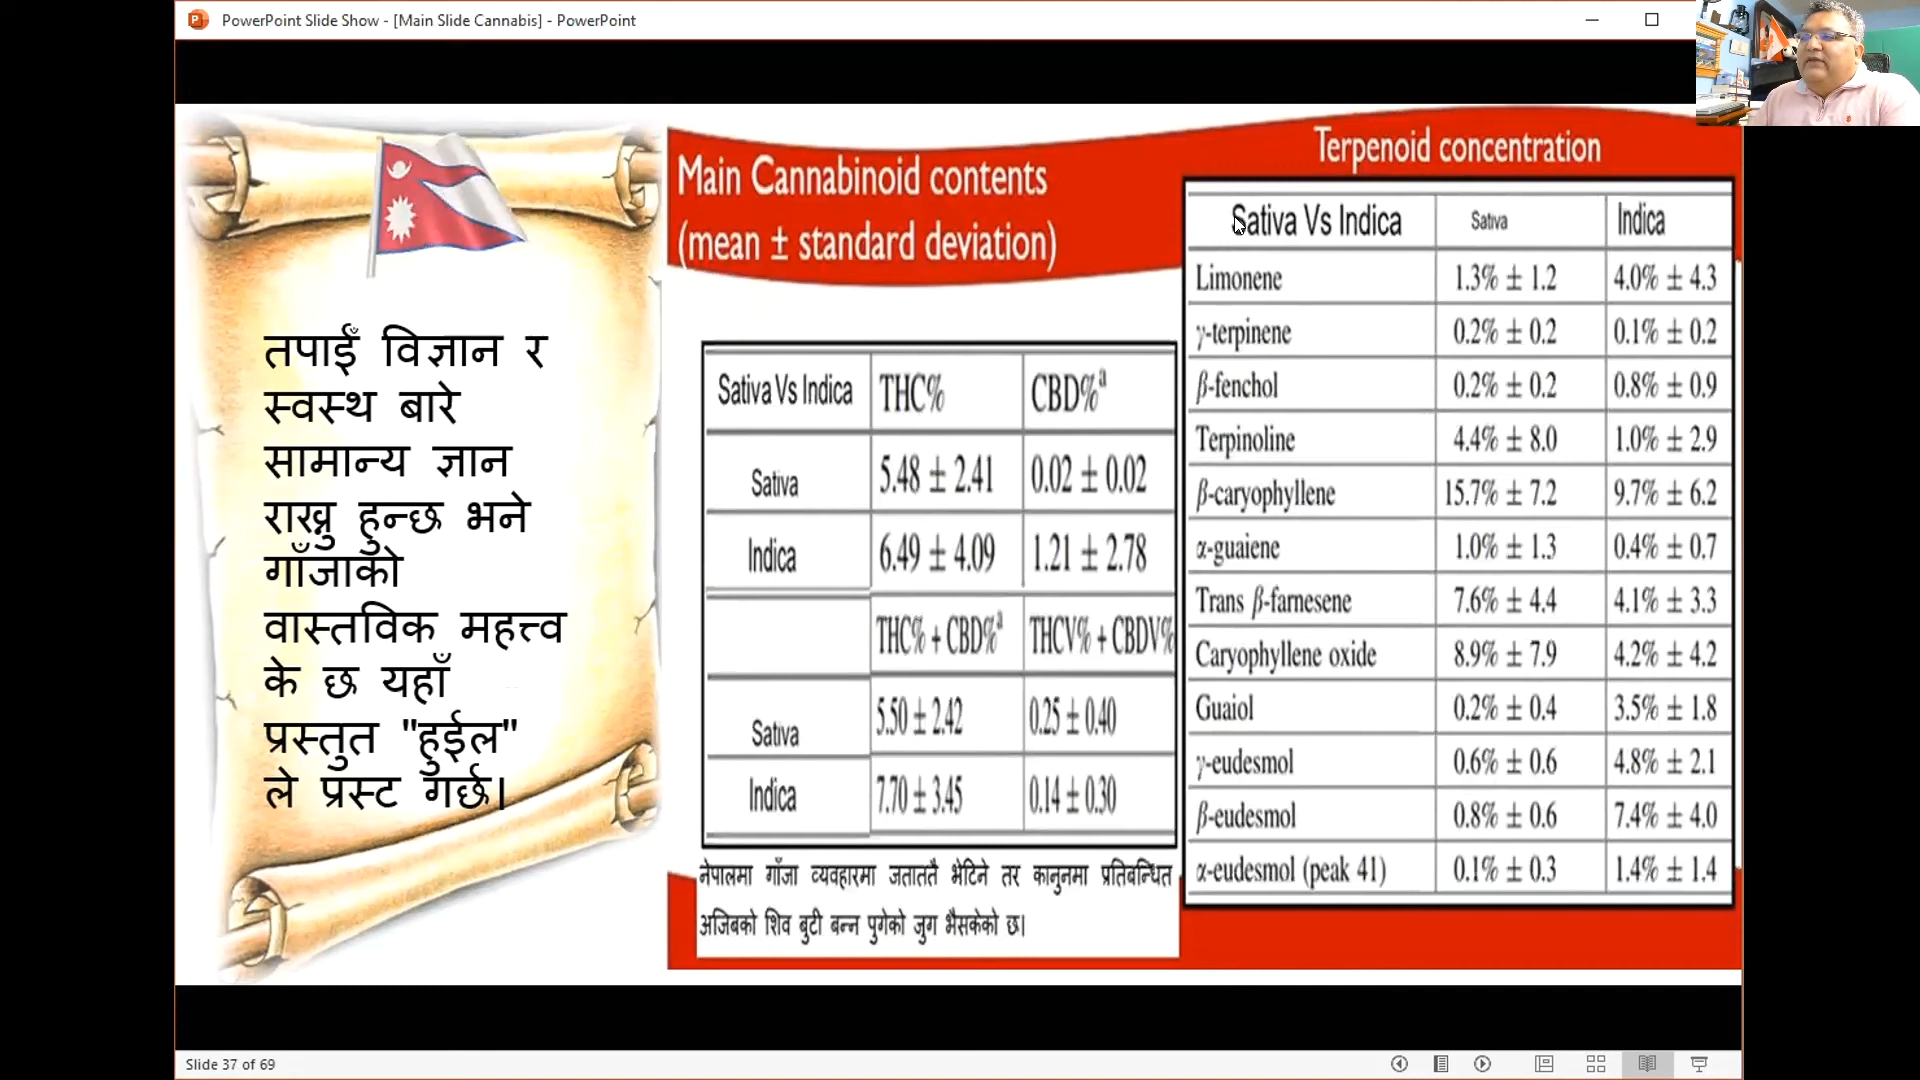 PowerPoint Slide Show - [Main Slide Cannabis] - PowerPoint
तपाईँ विज्ञान र
स्वस्थ बारे
सामान्य ज्ञान
राख्नु हुन्छ भने
गाँजाको
वास्तविक महत्त्व
के छ यहाँ
प्रस्तुत "हुईल"
ले प्रस्ट गर्छ।
Main Cannabinoid contents
(mean ± standard deviation)
Sativa Vs Indica THC% CBD%ª
Sativa 5.48 ± 2.41 0.02 ± 0.02
Indica 6.49 ± 4.09 1.21 ± 2.78
THC% + CBD%ª THCV% + CBDV%
Sativa 5.50 ± 2.42 0.25 ± 0.40
Indica 7.70 ± 3.45 0.14 ± 0.30
नेपालमा गाँजा व्यवहारमा जताततै भेटिने तर कानुनमा प्रतिबन्धित
अजिबको शिव बुटी बन्न पुगेको जुग भैसकेको छ।
Terpenoid concentration
Sativa Vs Indica Sativa Indica
Limonene 1.3% ± 1.2 4.0% ± 4.3
γ-terpinene 0.2% ± 0.2 0.1% ± 0.2
β-fenchol 0.2% ± 0.2 0.8% ± 0.9
Terpinoline 4.4% ± 8.0 1.0% ± 2.9
β-caryophyllene 15.7% ± 7.2 9.7% ± 6.2
α-guaiene 1.0% ± 1.3 0.4% ± 0.7
Trans β-farnesene 7.6% ± 4.4 4.1% ± 3.3
Caryophyllene oxide 8.9% ± 7.9 4.2% ± 4.2
Guaiol 0.2% ± 0.4 3.5% ± 1.8
γ-eudesmol 0.6% ± 0.6 4.8% ± 2.1
β-eudesmol 0.8% ± 0.6 7.4% ± 4.0
α-eudesmol (peak 41) 0.1% ± 0.3 1.4% ± 1.4
Slide 37 of 69